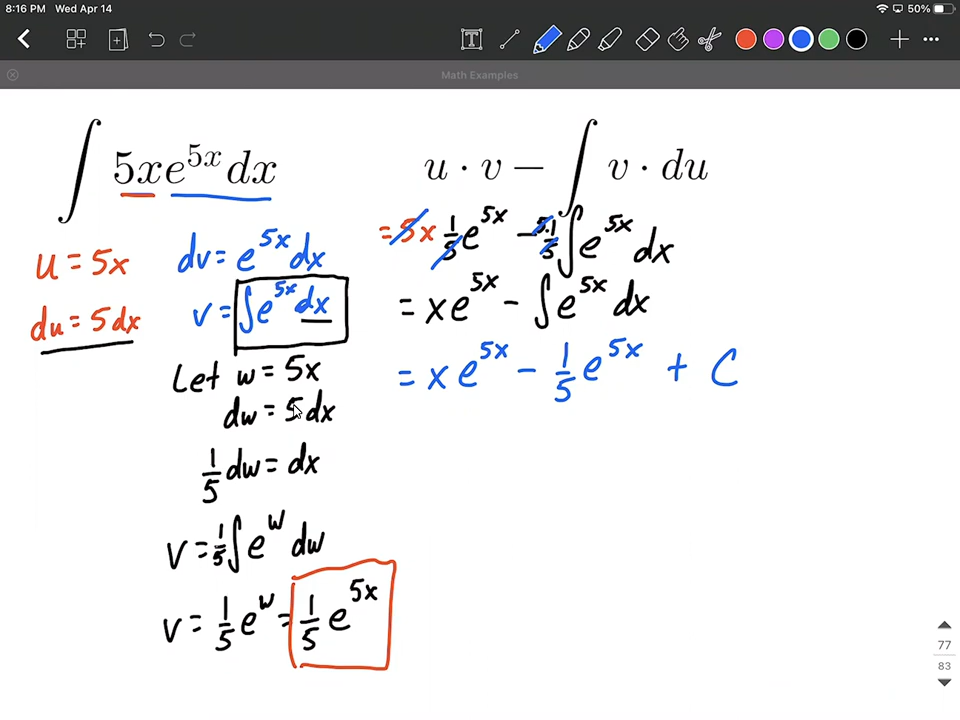 8:16 PM Wed Apr 14
50%
Math Examples
∫ 5xe^{5x} dx
u · v − ∫ v · du
u = 5x
du = 5 dx
dv = e^{5x} dx
v = ∫ e^{5x} dx
Let w = 5x
dw = 5 dx
1/5 dw = dx
v = 1/5 ∫ e^w dw
v = 1/5 e^w = 1/5 e^{5x}
= 5x 1/5 e^{5x} − 5·1/5 ∫ e^{5x} dx
= x e^{5x} − ∫ e^{5x} dx
= x e^{5x} − 1/5 e^{5x} + C
77
83